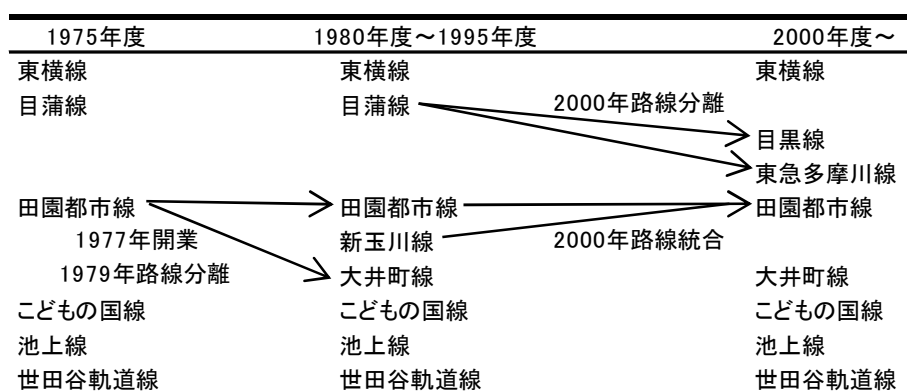 1975年度 1980年度～1995年度 2000年度～
東横線 東横線 東横線
目蒲線 目蒲線 2000年路線分離
目黒線
東急多摩川線
田園都市線 田園都市線 田園都市線
1977年開業 新玉川線 2000年路線統合
1979年路線分離 大井町線 大井町線
こどもの国線 こどもの国線 こどもの国線
池上線 池上線 池上線
世田谷軌道線 世田谷軌道線 世田谷軌道線